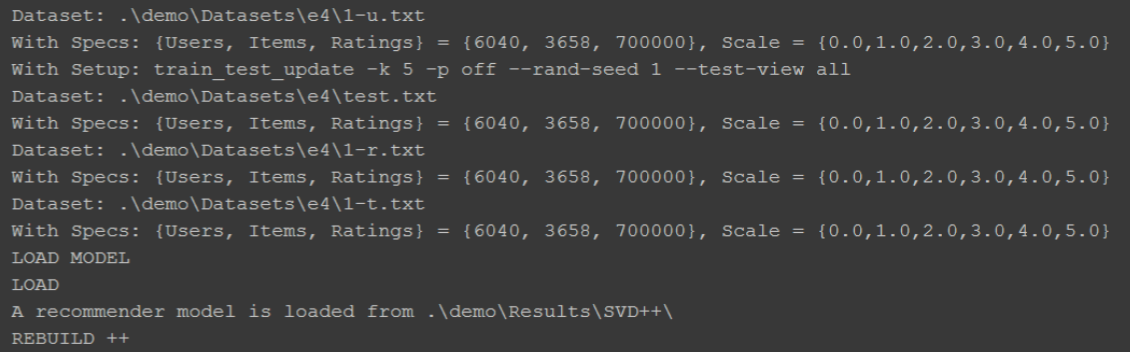 Dataset: .\demo\Datasets\e4\1-u.txt
With Specs: {Users, Items, Ratings} = {6040, 3658, 700000}, Scale = {0.0,1.0,2.0,3.0,4.0,5.0}
With Setup: train_test_update -k 5 -p off --rand-seed 1 --test-view all
Dataset: .\demo\Datasets\e4\test.txt
With Specs: {Users, Items, Ratings} = {6040, 3658, 700000}, Scale = {0.0,1.0,2.0,3.0,4.0,5.0}
Dataset: .\demo\Datasets\e4\1-r.txt
With Specs: {Users, Items, Ratings} = {6040, 3658, 700000}, Scale = {0.0,1.0,2.0,3.0,4.0,5.0}
Dataset: .\demo\Datasets\e4\1-t.txt
With Specs: {Users, Items, Ratings} = {6040, 3658, 700000}, Scale = {0.0,1.0,2.0,3.0,4.0,5.0}
LOAD MODEL
LOAD
A recommender model is loaded from .\demo\Results\SVD++\
REBUILD ++